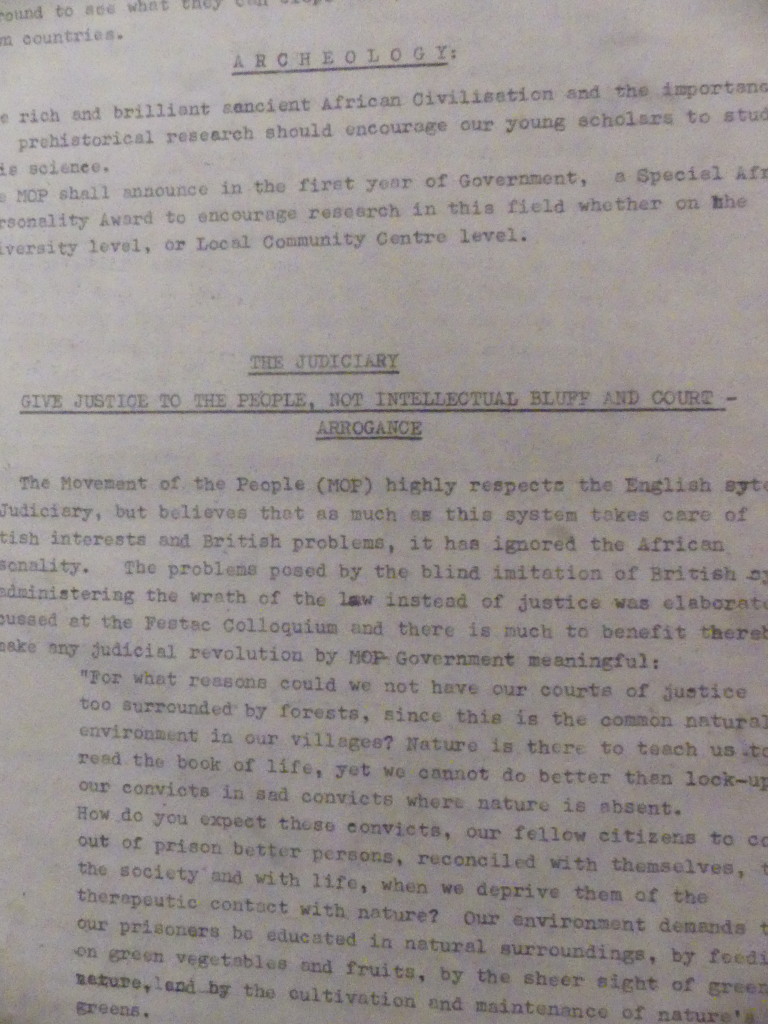 round to see what they can
m countries.
A R C H E O L O G Y:
e rich and brilliant sancient African Civilisation and the importanc
prehistorical research should encourage our young scholars to stud
is science.
e MOP shall announce in the first year of Government, a Special Afr
rsonality Award to encourage research in this field whether on hhe
iversity level, or Local Community Centre level.
THE JUDICIARY
GIVE JUSTICE TO THE PEOPLE, NOT INTELLECTUAL BLUFF AND COURT -
ARROGANCE
The Movement of the People (MOP) highly respects the English syte
Judiciary, but believes that as much as this system takes care of
tish interests and British problems, it has ignored the African
sonality. The problems posed by the blind imitation of British sy
administering the wrath of the law instead of justice was elaborate
cussed at the Festac Colloquium and there is much to benefit thereb
make any judicial revolution by MOP Government meaningful:
"For what reasons could we not have our courts of justice
too surrounded by forests, since this is the common natural
environment in our villages? Nature is there to teach us to
read the book of life, yet we cannot do better than lock-up
our convicts in sad convicts where nature is absent.
How do you expect these convicts, our fellow citizens to co
out of prison better persons, reconciled with themselves, t
the society and with life, when we deprive them of the
therapeutic contact with nature? Our environment demands t
our prisoners be educated in natural surroundings, by feedi
on green vegetables and fruits, by the sheer sight of green
nature, and by the cultivation and maintenance of nature's
greens.